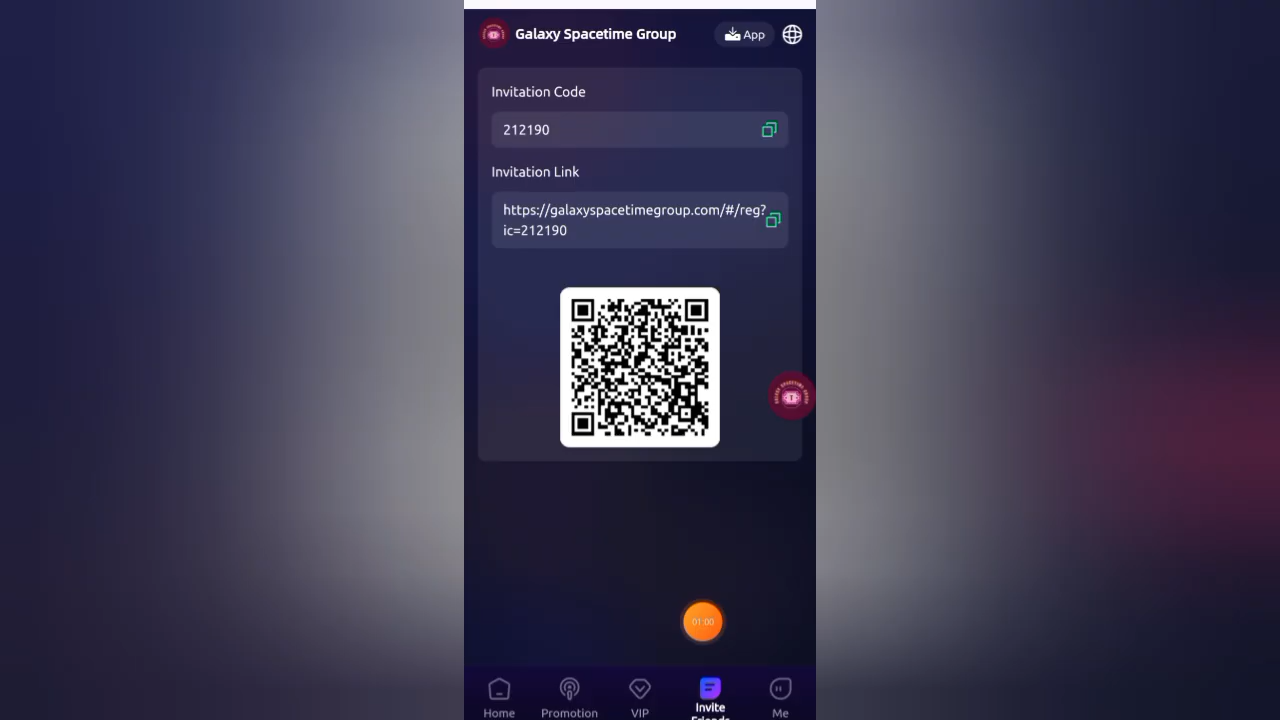 Galaxy Spacetime Group
App
Invitation Code
212190
Invitation Link
https://galaxyspacetimegroup.com/#/reg?
ic=212190
01:00
Home
Promotion
VIP
Invite
Friends
Me